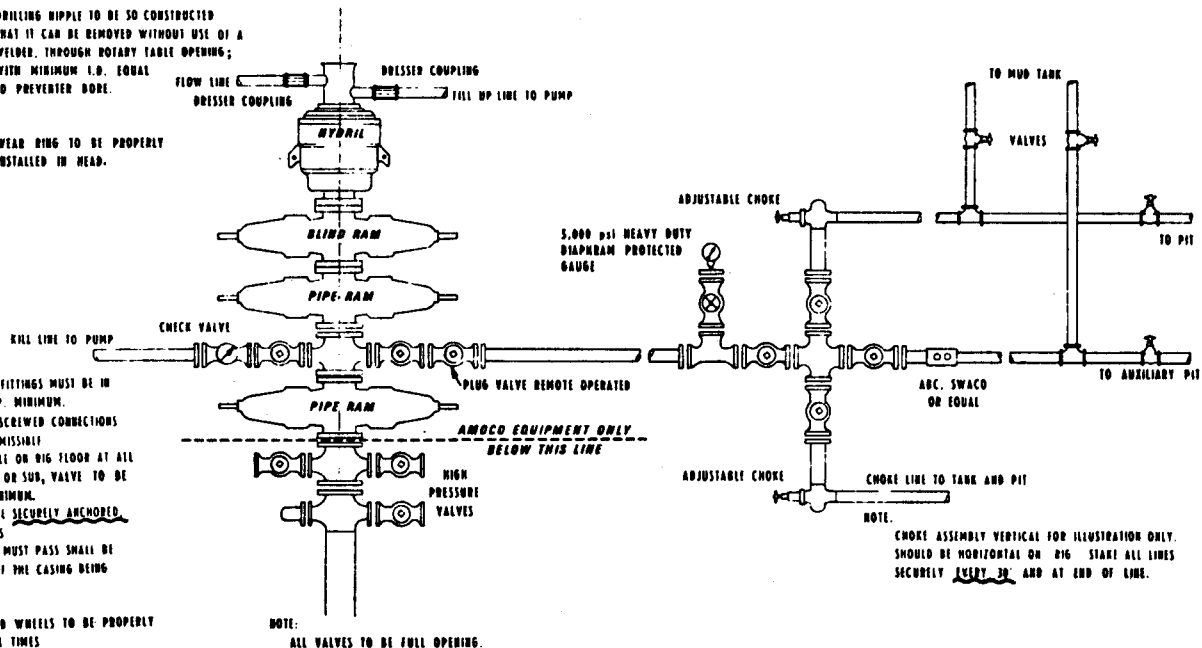 DRILLING NIPPLE TO BE SO CONSTRUCTED
THAT IT CAN BE REMOVED WITHOUT USE OF A
WELDER, THROUGH ROTARY TABLE OPENING;
WITH MINIMUM I.D. EQUAL
PREVENTER BORE.
WEAR RING TO BE PROPERLY
INSTALLED IN HEAD.
FLOW LINE
DRESSER COUPLING
DRESSER COUPLING
FILL UP LINE TO PUMP
HYDRIL
BLIND RAM
PIPE RAM
KILL LINE TO PUMP
CHECK VALVE
PLUG VALVE REMOTE OPERATED
PIPE RAM
AMOCO EQUIPMENT ONLY
BELOW THIS LINE
HIGH
PRESSURE
VALVES
FITTINGS MUST BE IN
MINIMUM.
SCREWED CONNECTIONS
ON RIG FLOOR AT ALL
OR SUB, VALVE TO BE
SECURELY ANCHORED
MUST PASS SHALL BE
THE CASING BEING
WHEELS TO BE PROPERLY
TIMES
NOTE:
ALL VALVES TO BE FULL OPENING.
5,000 psi HEAVY DUTY
DIAPHRAM PROTECTED
GAUGE
ADJUSTABLE CHOKE
TO MUD TANK
VALVES
TO PIT
TO AUXILIARY PIT
ABC, SWACO
OR EQUAL
ADJUSTABLE CHOKE
CHOKE LINE TO TANK AND PIT
NOTE.
CHOKE ASSEMBLY VERTICAL FOR ILLUSTRATION ONLY.
SHOULD BE HORIZONTAL ON RIG STAKE ALL LINES
SECURELY EVERY 30' AND AT END OF LINE.